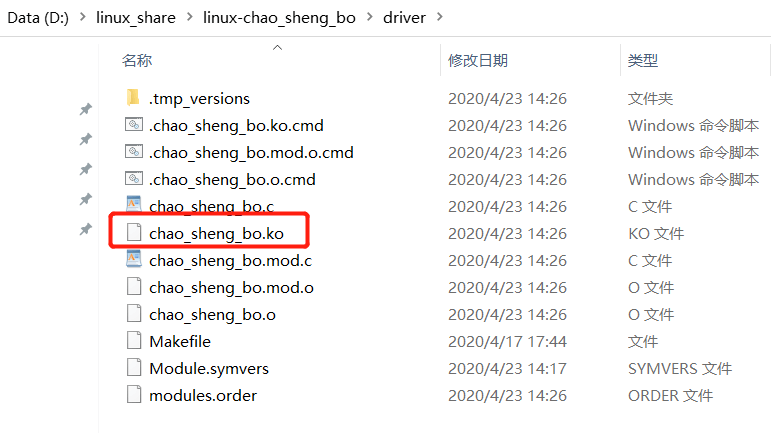 Data (D:) > linux_share > linux-chao_sheng_bo > driver >
名称 修改日期 类型
.tmp_versions 2020/4/23 14:26 文件夹
.chao_sheng_bo.ko.cmd 2020/4/23 14:26 Windows 命令脚本
.chao_sheng_bo.mod.o.cmd 2020/4/23 14:26 Windows 命令脚本
.chao_sheng_bo.o.cmd 2020/4/23 14:26 Windows 命令脚本
chao_sheng_bo.c 2020/4/23 14:26 C 文件
chao_sheng_bo.ko 2020/4/23 14:26 KO 文件
chao_sheng_bo.mod.c 2020/4/23 14:26 C 文件
chao_sheng_bo.mod.o 2020/4/23 14:26 O 文件
chao_sheng_bo.o 2020/4/23 14:26 O 文件
Makefile 2020/4/17 17:44 文件
Module.symvers 2020/4/23 14:17 SYMVERS 文件
modules.order 2020/4/23 14:26 ORDER 文件